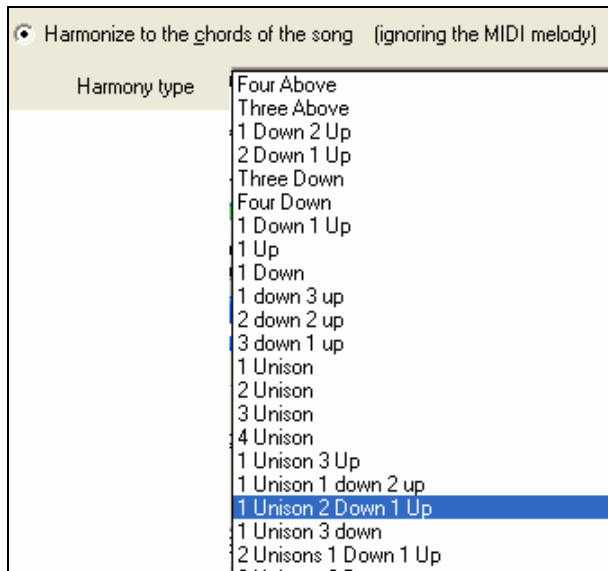 Harmonize to the chords of the song (ignoring the MIDI melody)
Harmony type
Four Above
Three Above
1 Down 2 Up
2 Down 1 Up
Three Down
Four Down
1 Down 1 Up
1 Up
1 Down
1 down 3 up
2 down 2 up
3 down 1 up
1 Unison
2 Unison
3 Unison
4 Unison
1 Unison 3 Up
1 Unison 1 down 2 up
1 Unison 2 Down 1 Up
1 Unison 3 down
2 Unisons 1 Down 1 Up